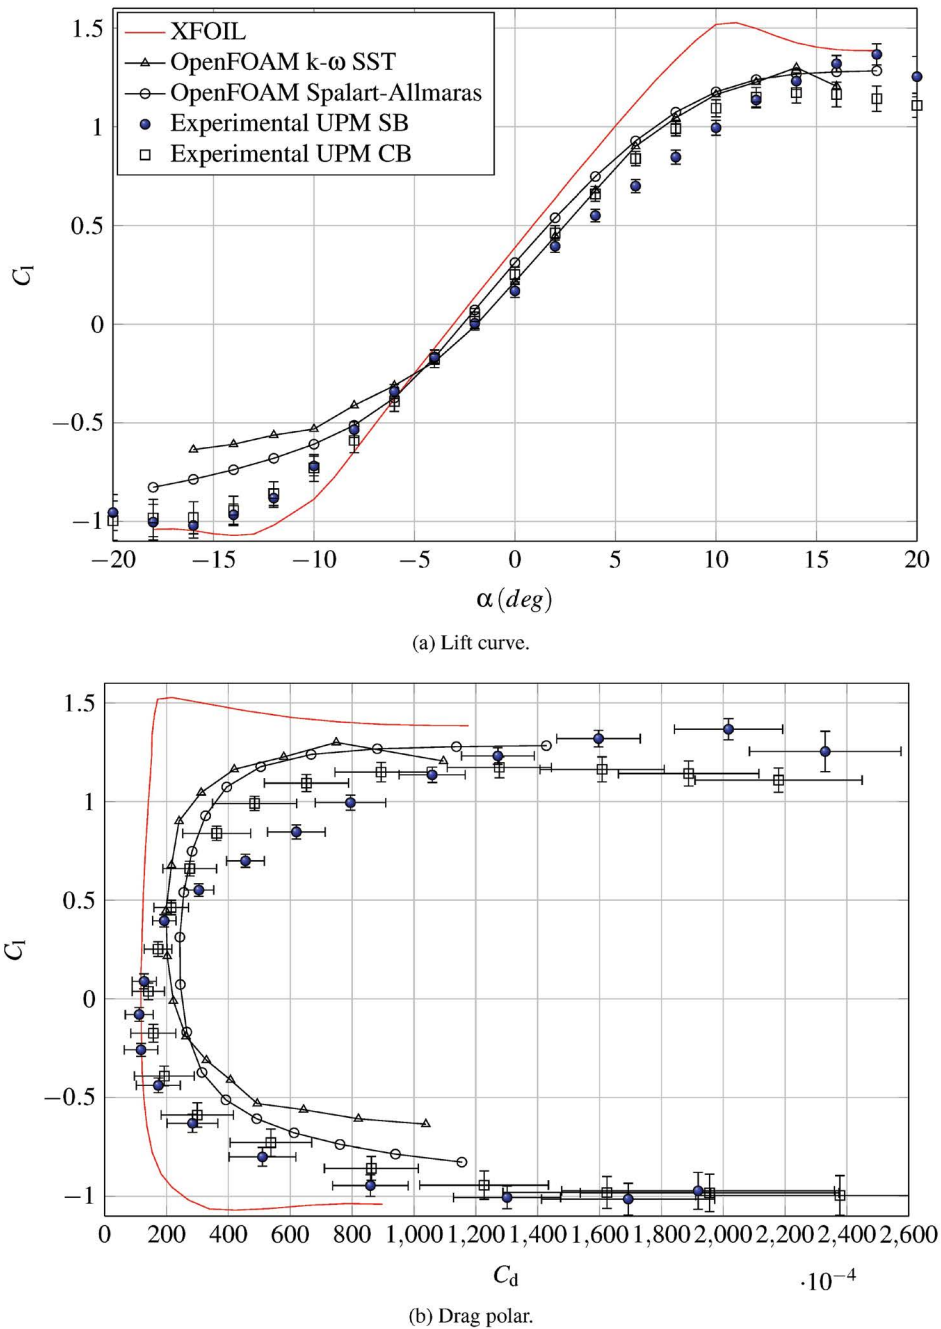 1.5
1
0.5
0
−0.5
−1
C_l
XFOIL
OpenFOAM k-ω SST
OpenFOAM Spalart-Allmaras
Experimental UPM SB
Experimental UPM CB
−20 −15 −10 −5 0 5 10 15 20
α (deg)
(a) Lift curve.
1.5
1
0.5
0
−0.5
−1
C_l
0 200 400 600 800 1,000 1,200 1,400 1,600 1,800 2,000 2,200 2,400 2,600
C_d
·10⁻⁴
(b) Drag polar.